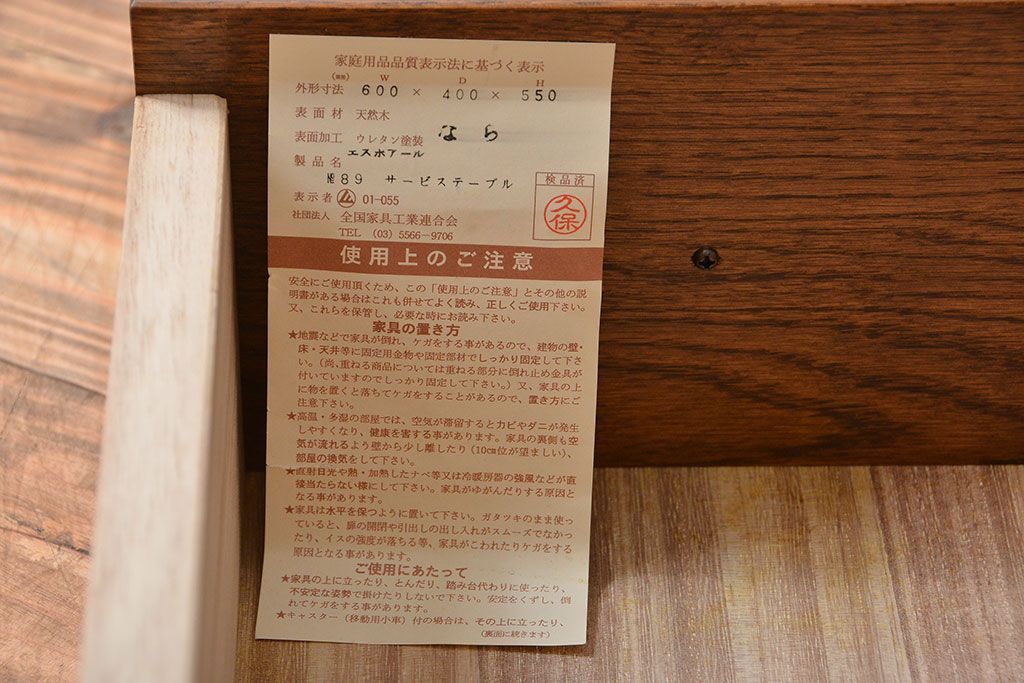 家庭用品品質表示法に基づく表示
外形寸法 W 600 × D 400 × H 550
表面材 天然木
表面加工 ウレタン塗装 なら
製品名 エスポアール
№89 サービステーブル
検品済
久保
表示者 01-055
社団法人 全国家具工業連合会
TEL (03) 5566-9706
使用上のご注意
安全にご使用頂くため、この「使用上のご注意」とその他の説
明書がある場合はこれも併せてよく読み、正しくご使用下さい。
又、これらを保管し、必要な時にお読み下さい。
家具の置き方
★地震などで家具が倒れ、ケガをする事があるので、建物の壁・
床・天井等に固定用金物や固定部材でしっかり固定して下さ
い。(尚、重ねる商品については重ねる部分に倒れ止め金具が
付いていますのでしっかり固定して下さい。)又、家具の上
に物を置くと落ちてケガをすることがあるので、置き方にご
注意下さい。
★高温・多湿の部屋では、空気が滞留するとカビやダニが発生
しやすくなり、健康を害する事があります。家具の裏側も空
気が流れるよう壁から少し離したり(10cm位が望ましい)、
部屋の換気をして下さい。
★直射日光や熱・加熱したナベ等又は冷暖房器の強風などが直
接当たらない様にして下さい。家具がゆがんだりする原因と
なる事があります。
★家具は水平を保つように置いて下さい。ガタツキのまま使っ
ていると、扉の開閉や引出しの出し入れがスムーズでなかっ
たり、イスの強度が落ちる等、家具がこわれたりケガをする
原因となる事があります。
ご使用にあたって
★家具の上に立ったり、とんだり、踏み台代わりに使ったり、
不安定な姿勢で掛けたりしないで下さい。安定をくずし、倒
れてケガをする事があります。
★キャスター(移動用小車)付の場合は、その上に立ったり、
(裏面に続きます)